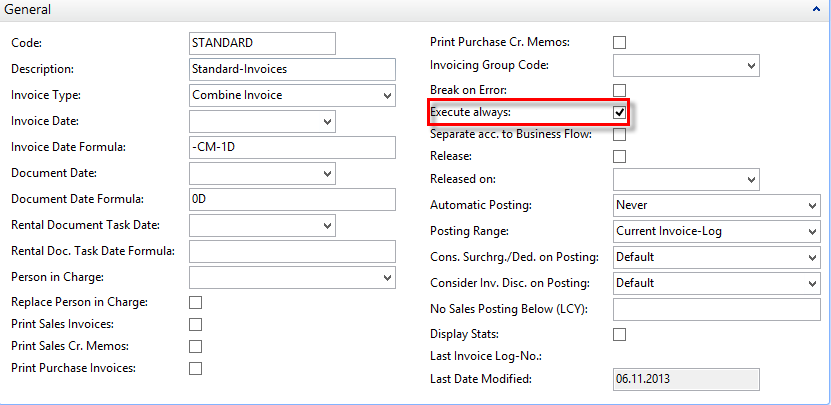 General
Code: STANDARD
Description: Standard-Invoices
Invoice Type: Combine Invoice
Invoice Date:
Invoice Date Formula: -CM-1D
Document Date:
Document Date Formula: 0D
Rental Document Task Date:
Rental Doc. Task Date Formula:
Person in Charge:
Replace Person in Charge:
Print Sales Invoices:
Print Sales Cr. Memos:
Print Purchase Invoices:
Print Purchase Cr. Memos:
Invoicing Group Code:
Break on Error:
Execute always:
Separate acc. to Business Flow:
Release:
Released on:
Automatic Posting: Never
Posting Range: Current Invoice-Log
Cons. Surchrg./Ded. on Posting: Default
Consider Inv. Disc. on Posting: Default
No Sales Posting Below (LCY):
Display Stats:
Last Invoice Log-No.:
Last Date Modified: 06.11.2013